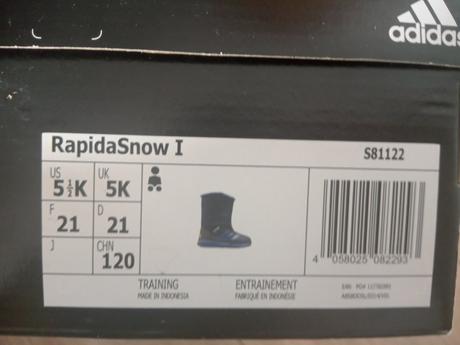 adidas
RapidaSnow I
S81122
US
5½K
UK
5K
F
21
D
21
J
CHN
120
TRAINING
MADE IN INDONESIA
ENTRAINEMENT
FABRIQUÉ EN INDONÉSIE
4 058025 082293